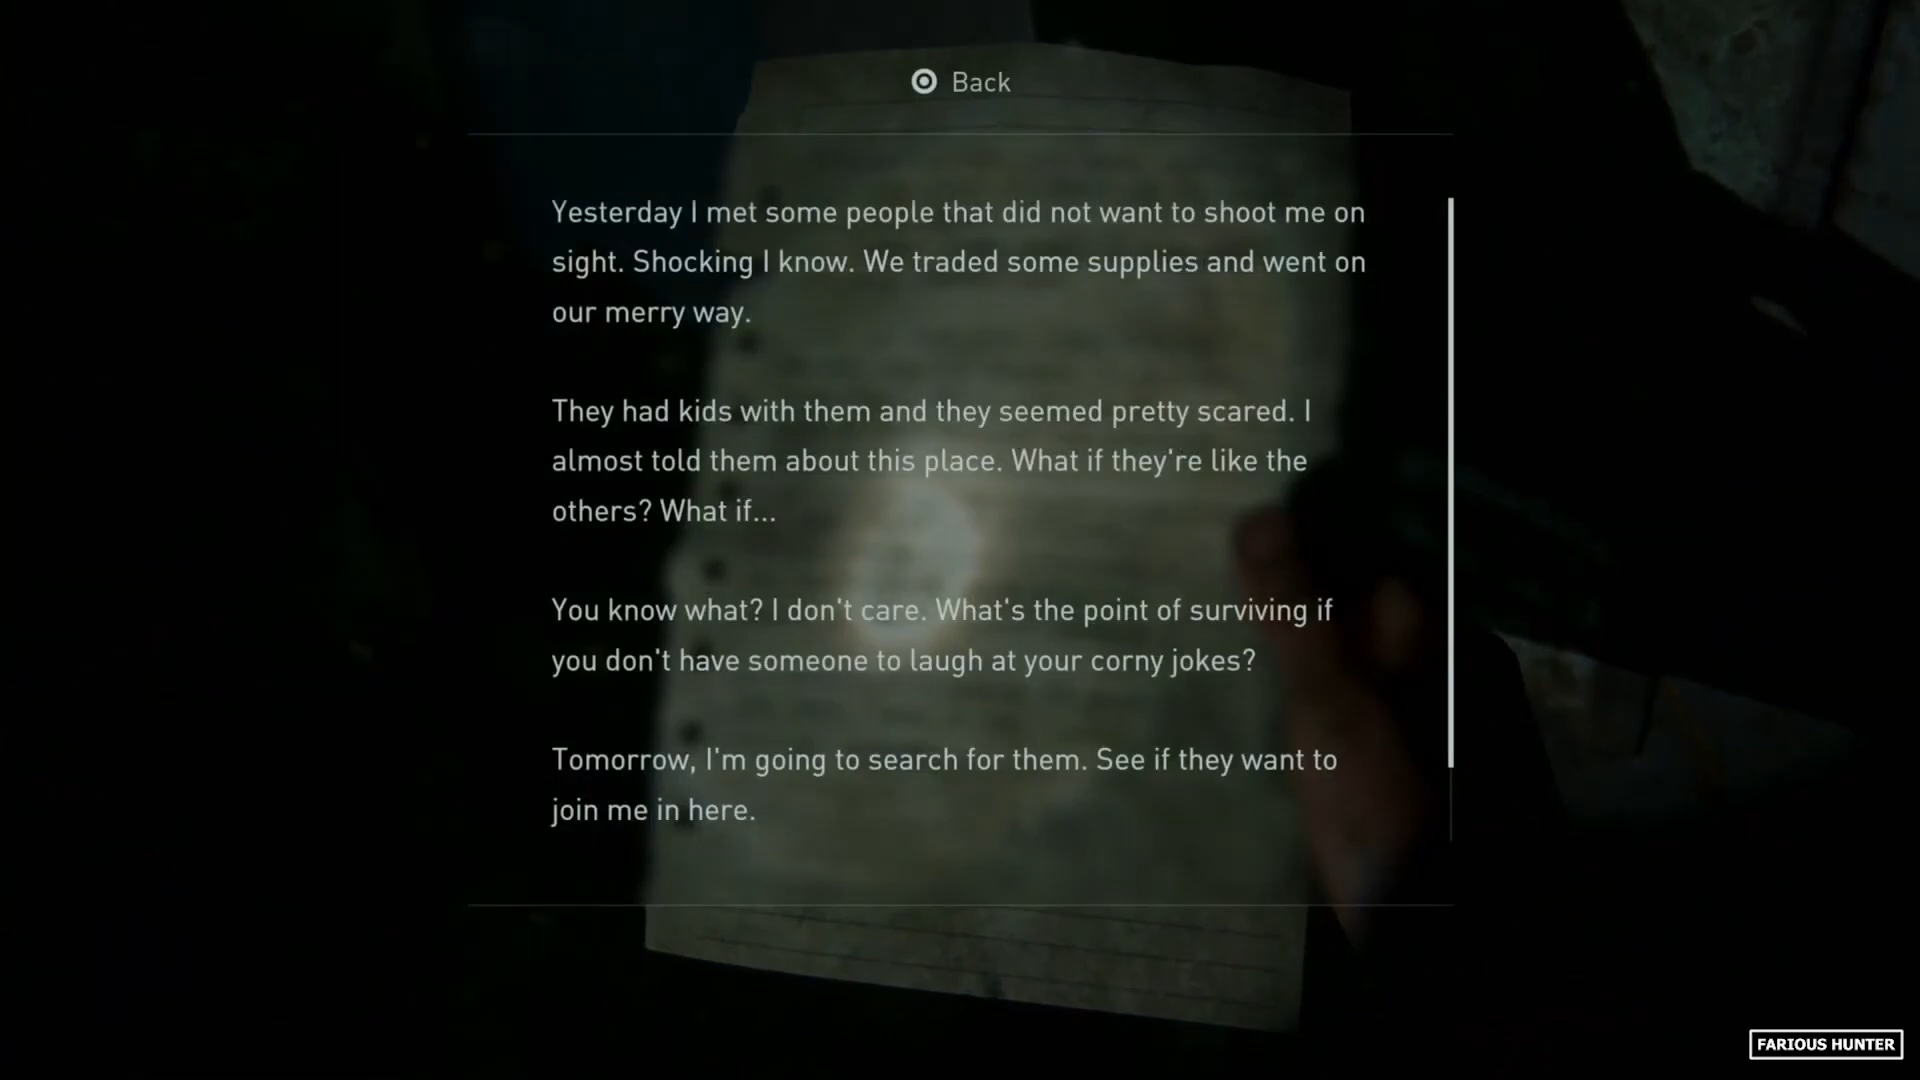 Back
Yesterday I met some people that did not want to shoot me on
sight. Shocking I know. We traded some supplies and went on
our merry way.
They had kids with them and they seemed pretty scared. I
almost told them about this place. What if they're like the
others? What if...
You know what? I don't care. What's the point of surviving if
you don't have someone to laugh at your corny jokes?
Tomorrow, I'm going to search for them. See if they want to
join me in here.
FARIOUS HUNTER